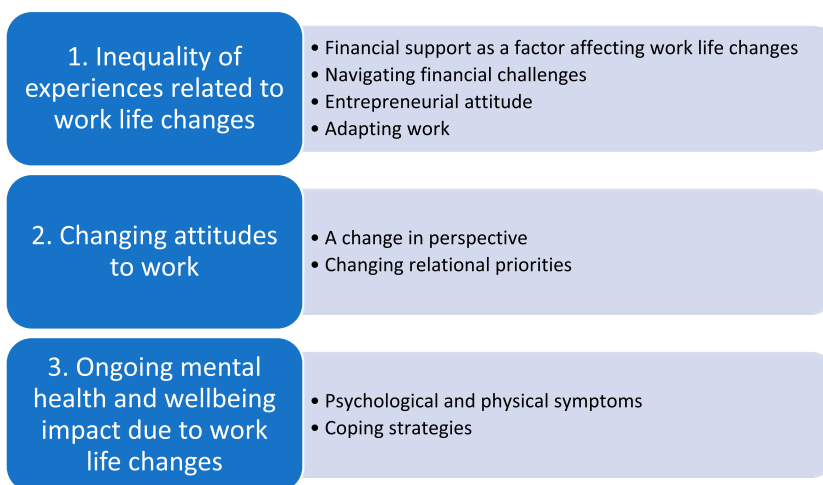 1. Inequality of
experiences related to
work life changes
• Financial support as a factor affecting work life changes
• Navigating financial challenges
• Entrepreneurial attitude
• Adapting work
2. Changing attitudes
to work
• A change in perspective
• Changing relational priorities
3. Ongoing mental
health and wellbeing
impact due to work
life changes
• Psychological and physical symptoms
• Coping strategies